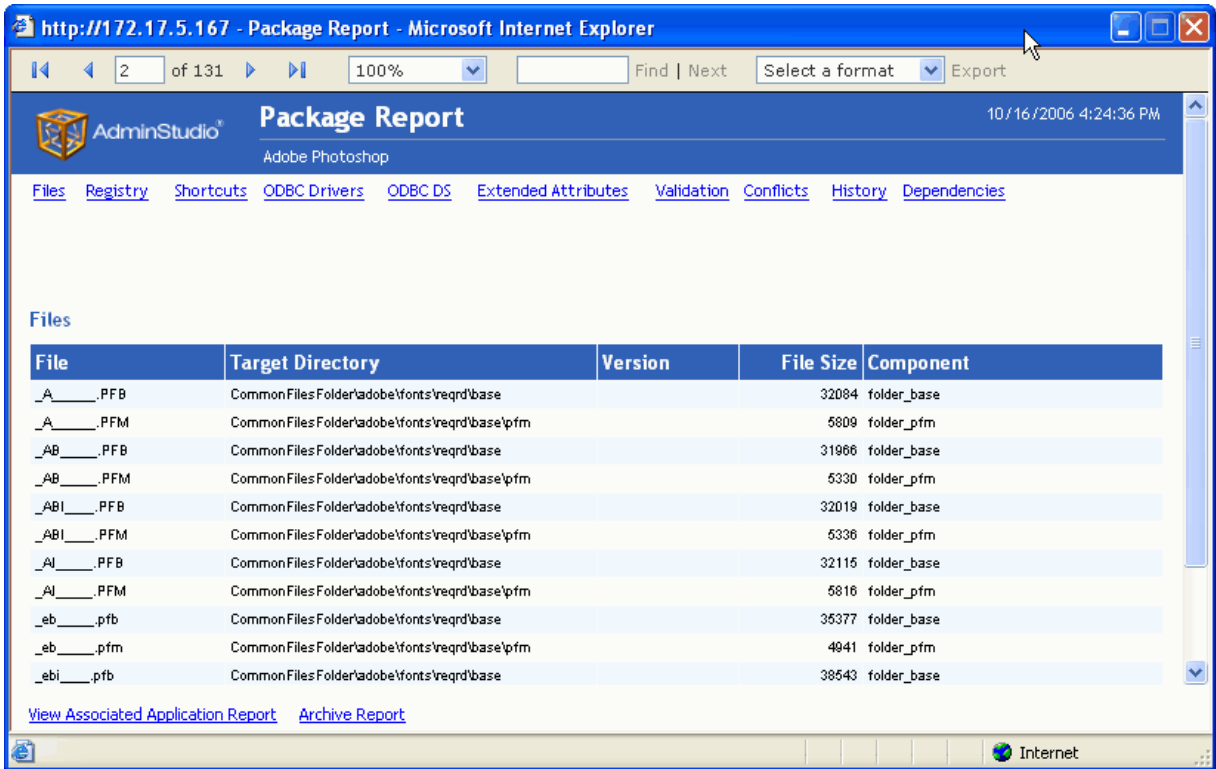 http://172.17.5.167 - Package Report - Microsoft Internet Explorer
2 of 131 100% Find | Next Select a format Export
AdminStudio® Package Report 10/16/2006 4:24:36 PM
Adobe Photoshop
Files Registry Shortcuts ODBC Drivers ODBC DS Extended Attributes Validation Conflicts History Dependencies
Files
File Target Directory Version File Size Component
_A______.PFB CommonFilesFolder\adobe\fonts\reqrd\base 32084 folder_base
_A______.PFM CommonFilesFolder\adobe\fonts\reqrd\base\pfm 5809 folder_pfm
_AB_____.PFB CommonFilesFolder\adobe\fonts\reqrd\base 31966 folder_base
_AB_____.PFM CommonFilesFolder\adobe\fonts\reqrd\base\pfm 5330 folder_pfm
_ABI____.PFB CommonFilesFolder\adobe\fonts\reqrd\base 32019 folder_base
_ABI____.PFM CommonFilesFolder\adobe\fonts\reqrd\base\pfm 5336 folder_pfm
_AI_____.PFB CommonFilesFolder\adobe\fonts\reqrd\base 32115 folder_base
_AI_____.PFM CommonFilesFolder\adobe\fonts\reqrd\base\pfm 5816 folder_pfm
_eb_____.pfb CommonFilesFolder\adobe\fonts\reqrd\base 35377 folder_base
_eb_____.pfm CommonFilesFolder\adobe\fonts\reqrd\base\pfm 4941 folder_pfm
_ebi____.pfb CommonFilesFolder\adobe\fonts\reqrd\base 38543 folder_base
View Associated Application Report Archive Report
Internet